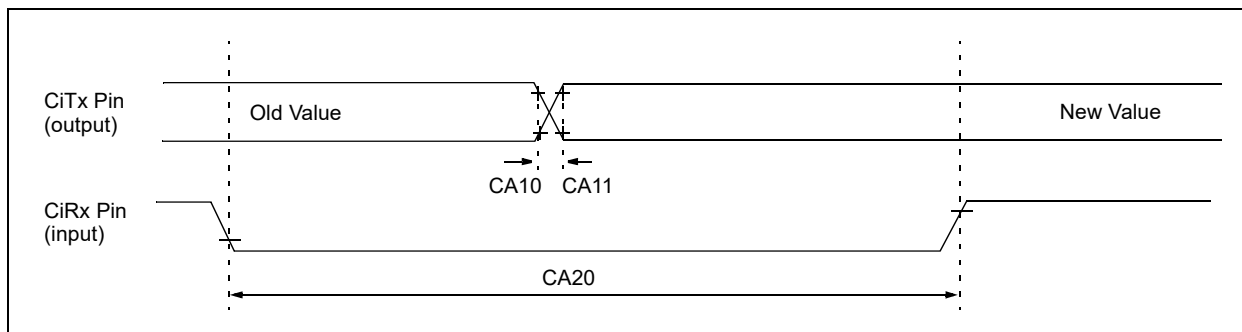 CiTx Pin
(output)
Old Value
New Value
CA10
CA11
CiRx Pin
(input)
CA20